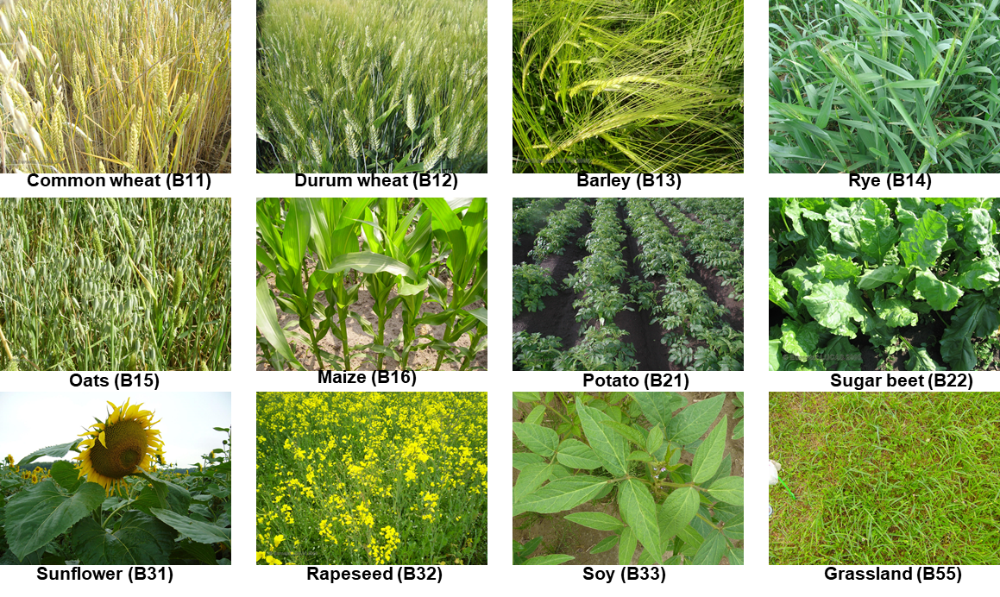 Common wheat (B11)
Durum wheat (B12)
Barley (B13)
Rye (B14)
Oats (B15)
Maize (B16)
Potato (B21)
Sugar beet (B22)
Sunflower (B31)
Rapeseed (B32)
Soy (B33)
Grassland (B55)